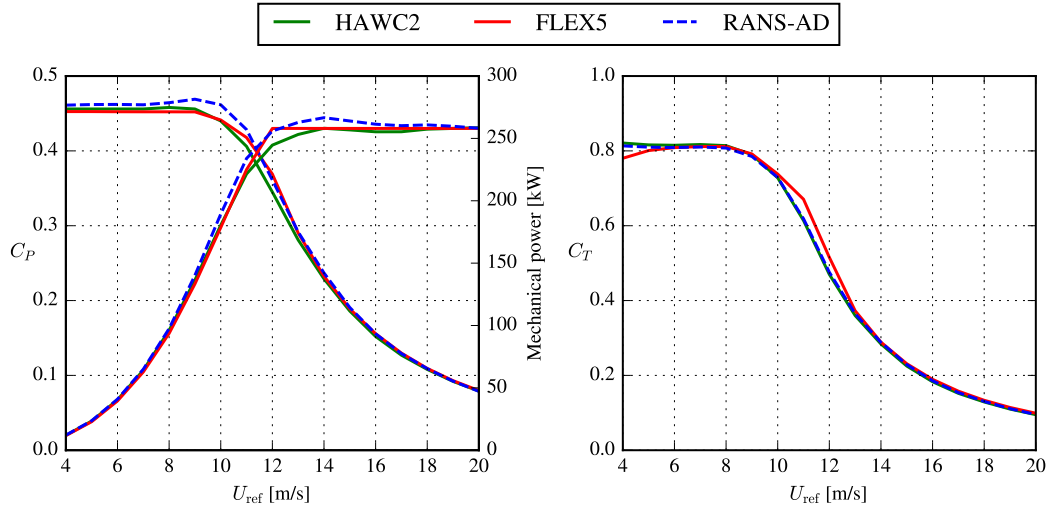 HAWC2 FLEX5 RANS-AD
0.5
0.4
0.3
0.2
0.1
0.0
C_P
300
250
200
150
100
50
0
Mechanical power [kW]
4 6 8 10 12 14 16 18 20
U_ref [m/s]
1.0
0.8
0.6
0.4
0.2
0.0
C_T
4 6 8 10 12 14 16 18 20
U_ref [m/s]